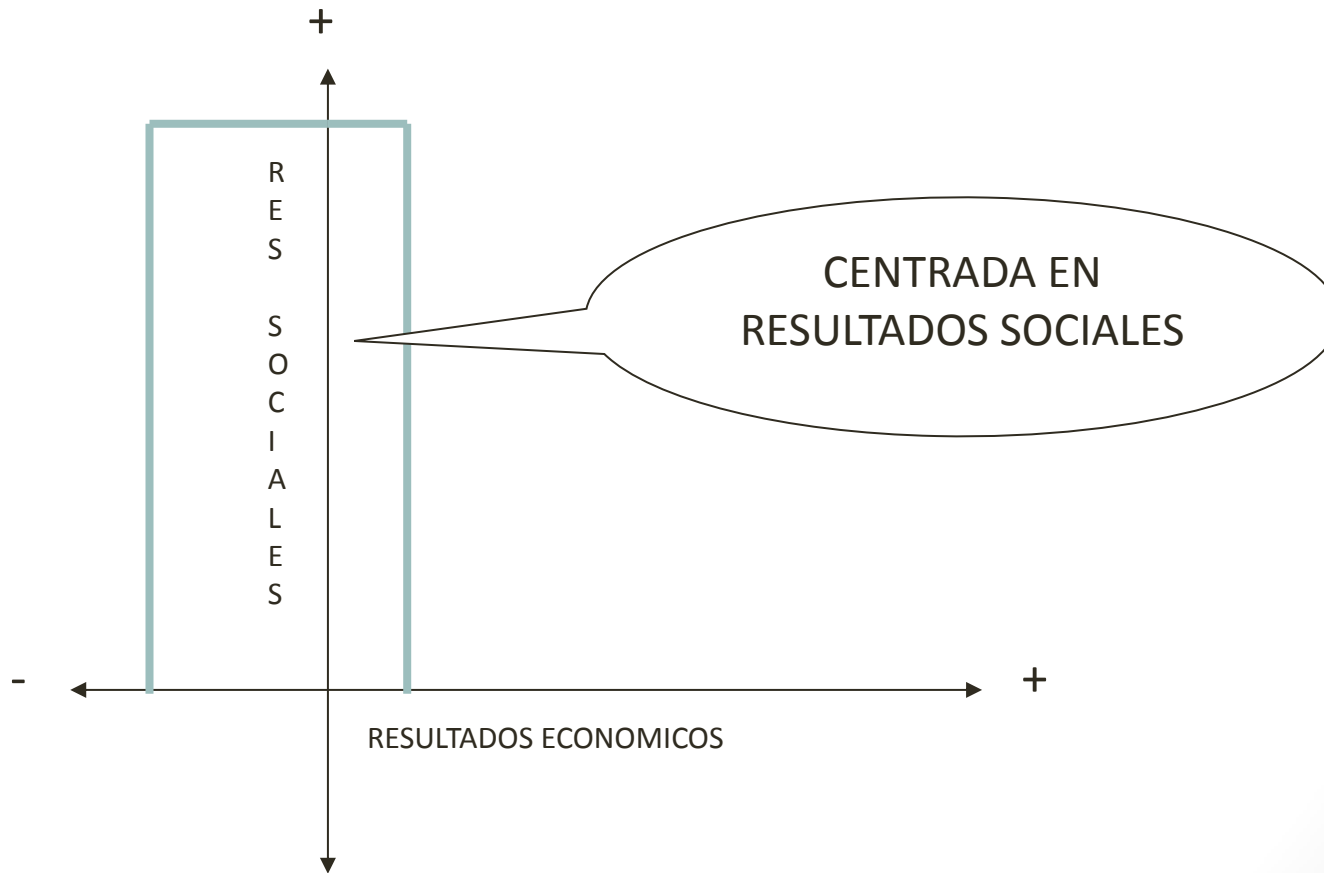 +
R
E
S
S
O
C
I
A
L
E
S
CENTRADA EN
RESULTADOS SOCIALES
-
+
RESULTADOS ECONOMICOS